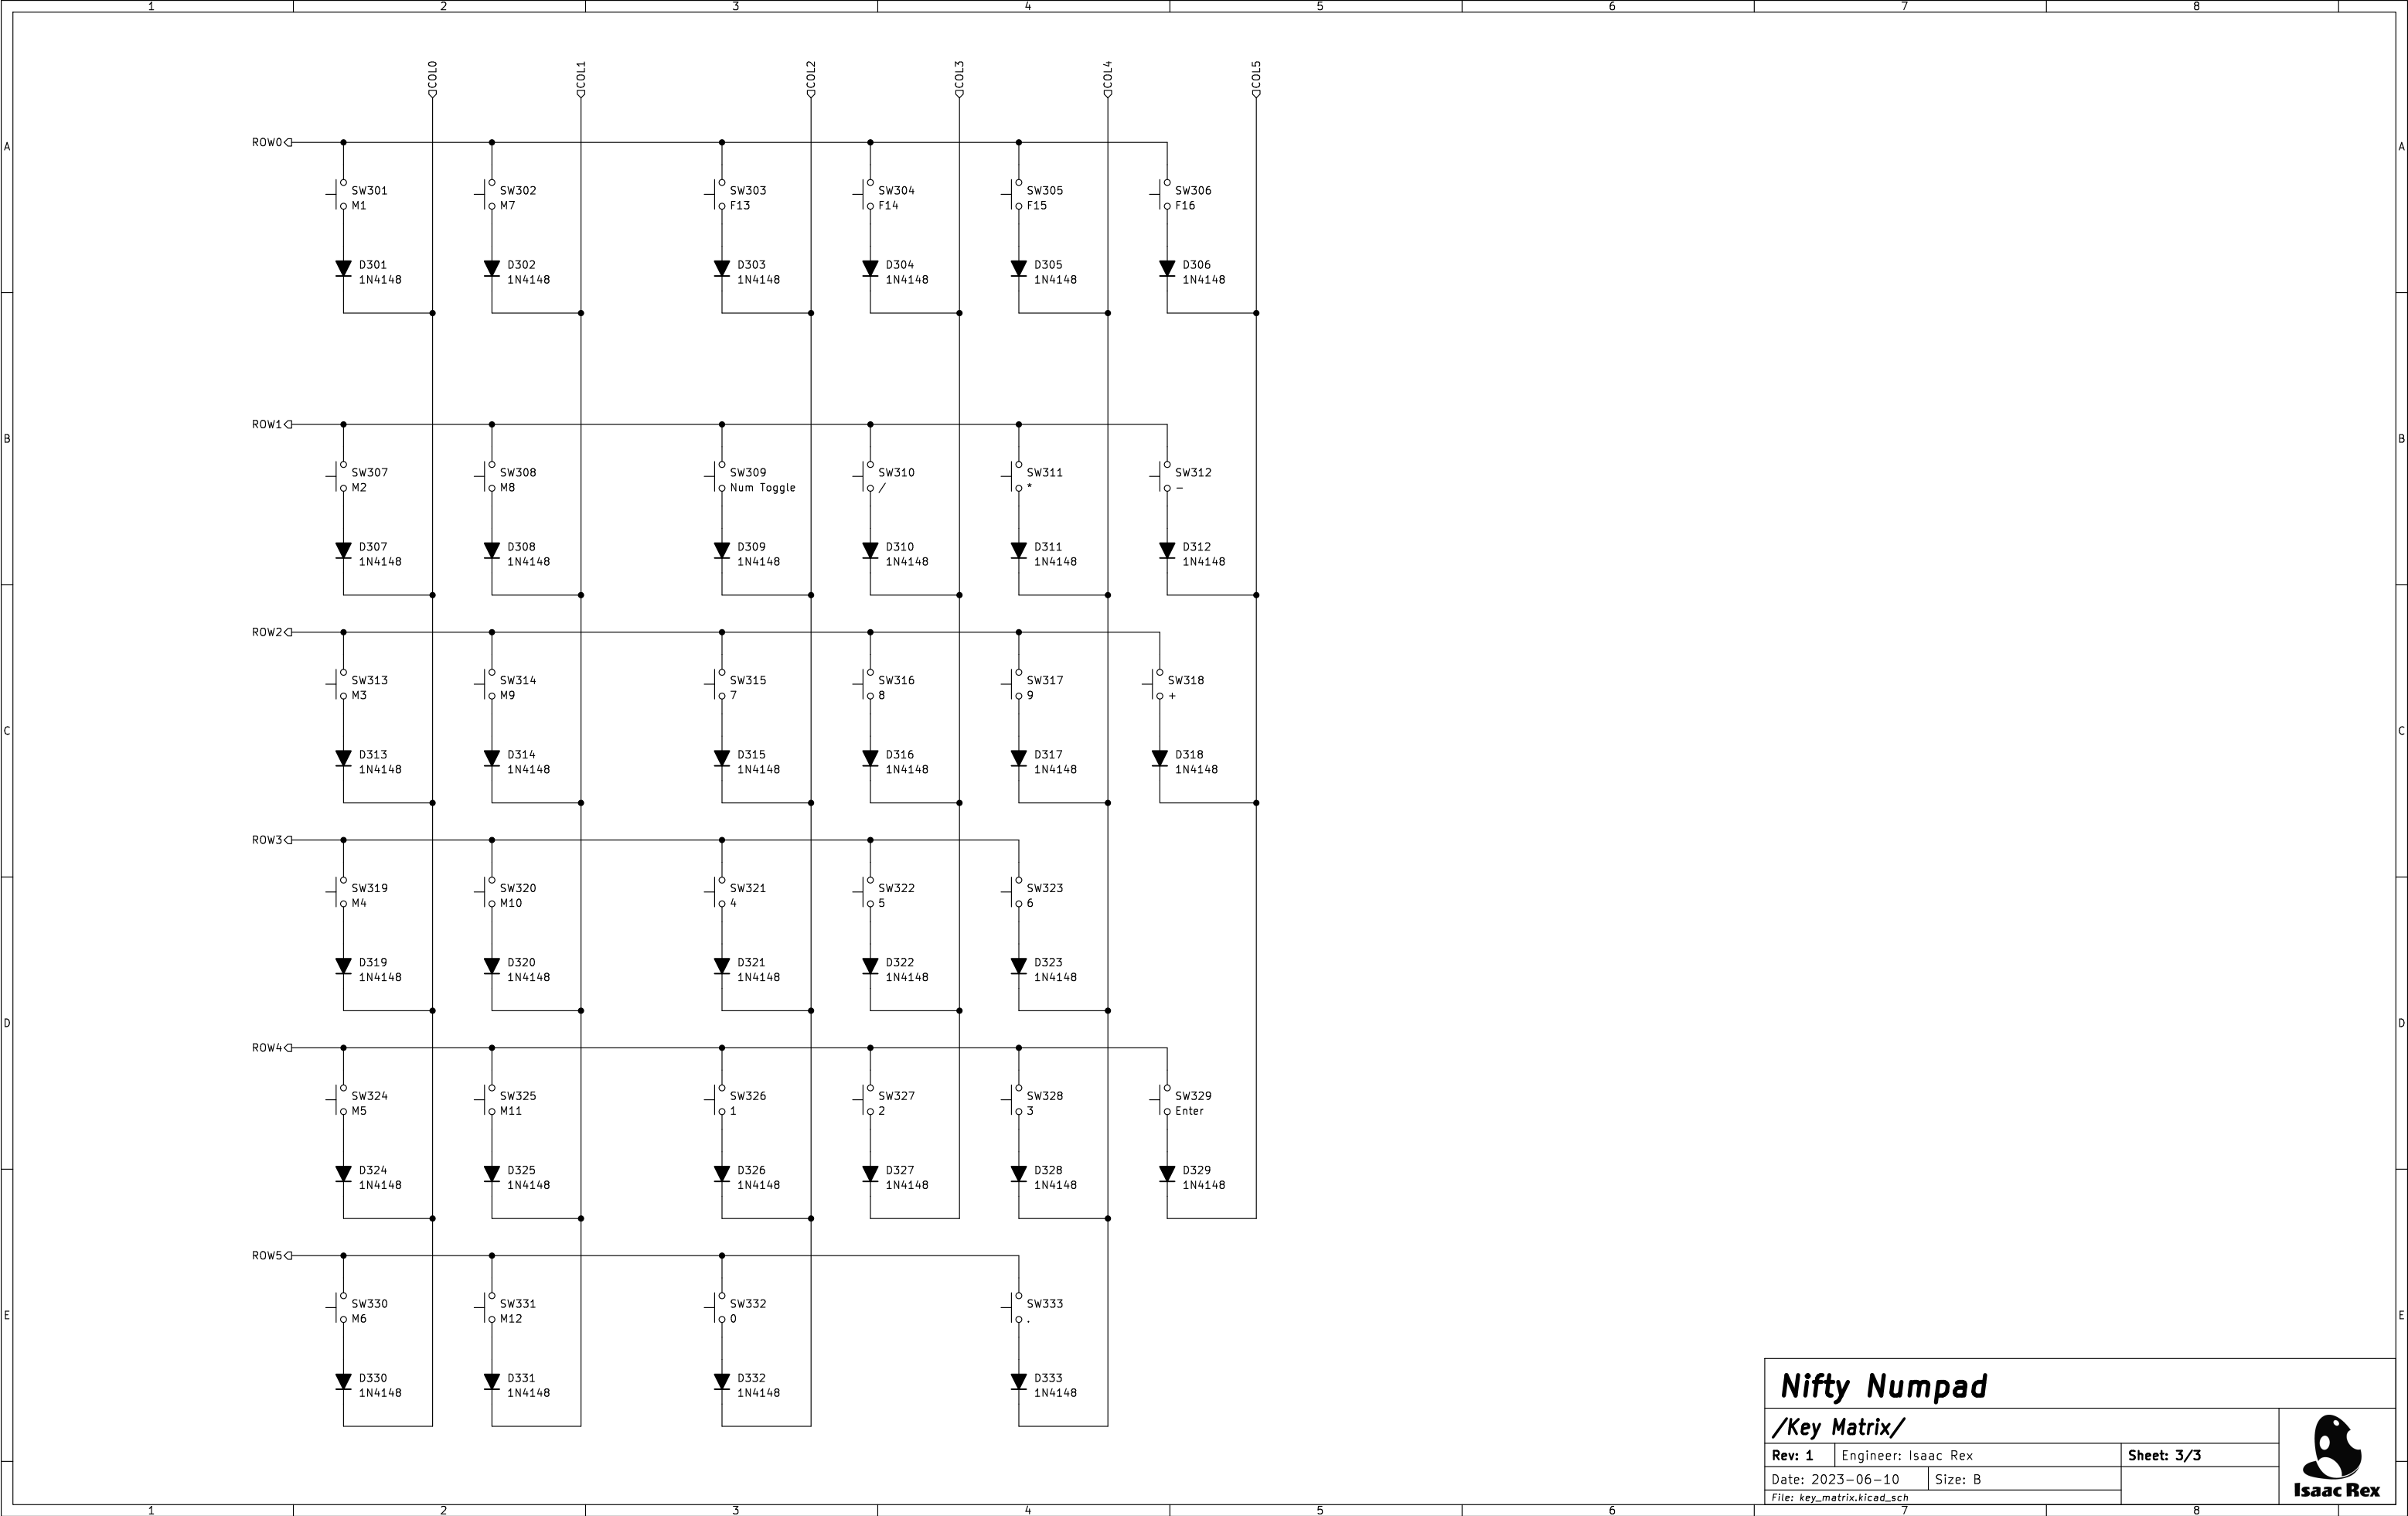 1 2 3 4 5 6 7 8
COL0 COL1 COL2 COL3 COL4 COL5
A ROW0 A
SW301 SW302 SW303 SW304 SW305 SW306
M1 M7 F13 F14 F15 F16
D301 D302 D303 D304 D305 D306
1N4148 1N4148 1N4148 1N4148 1N4148 1N4148
B ROW1 B
SW307 SW308 SW309 SW310 SW311 SW312
M2 M8 Num Toggle / * -
D307 D308 D309 D310 D311 D312
1N4148 1N4148 1N4148 1N4148 1N4148 1N4148
ROW2
SW313 SW314 SW315 SW316 SW317 SW318
M3 M9 7 8 9 +
C C
D313 D314 D315 D316 D317 D318
1N4148 1N4148 1N4148 1N4148 1N4148 1N4148
ROW3
SW319 SW320 SW321 SW322 SW323
M4 M10 4 5 6
D319 D320 D321 D322 D323
1N4148 1N4148 1N4148 1N4148 1N4148
D D
ROW4
SW324 SW325 SW326 SW327 SW328 SW329
M5 M11 1 2 3 Enter
D324 D325 D326 D327 D328 D329
1N4148 1N4148 1N4148 1N4148 1N4148 1N4148
ROW5
SW330 SW331 SW332 SW333
E M6 M12 0 . E
D330 D331 D332 D333
1N4148 1N4148 1N4148 1N4148
Nifty Numpad
/Key Matrix/
Rev: 1 Engineer: Isaac Rex Sheet: 3/3
Date: 2023-06-10 Size: B
File: key_matrix.kicad_sch
Isaac Rex
1 2 3 4 5 6 7 8